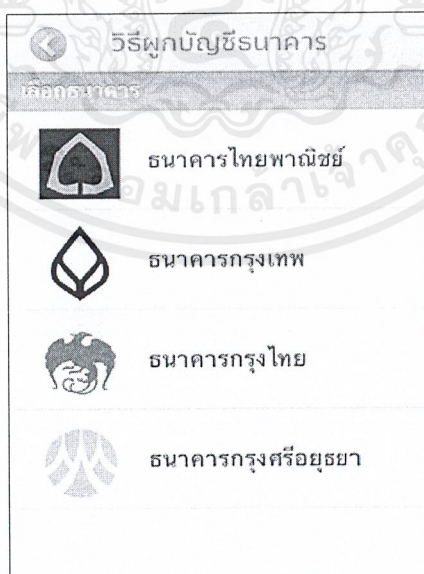 วิธีผูกบัญชีธนาคาร
เลือกธนาคาร
ธนาคารไทยพาณิชย์
ธนาคารกรุงเทพ
ธนาคารกรุงไทย
ธนาคารกรุงศรีอยุธยา